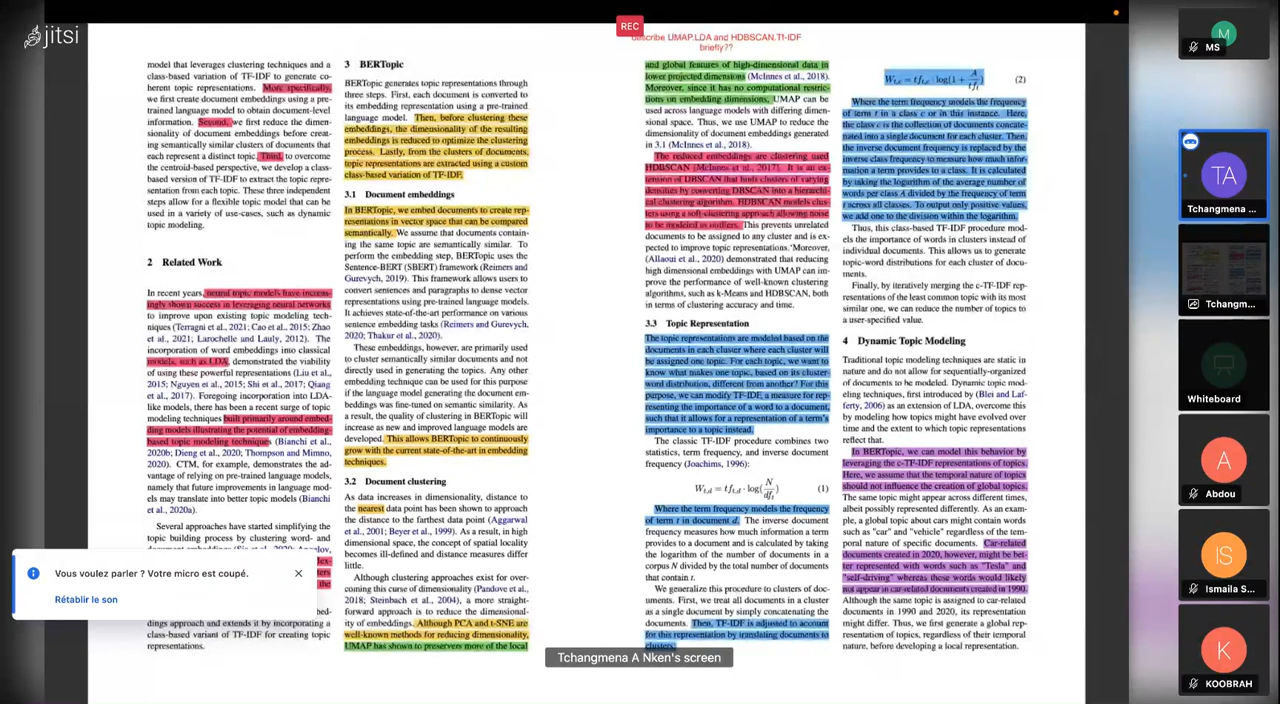 jitsi
REC
describe UMAP.LDA and HDBSCAN.Tf-IDF
briefly??
model that leverages clustering techniques and a
class-based variation of TF-IDF to generate co-
herent topic representations. More specifically,
we first create document embeddings using a pre-
trained language model to obtain document-level
information. Second, we first reduce the dimen-
sionality of document embeddings before creat-
ing semantically similar clusters of documents
that each represent a distinct topic. Third, to overcome
the centroid-based perspective, we develop a class-
based version of TF-IDF to extract the topic repre-
sentation from each topic. These three independent
steps allow for a flexible topic model that can be
used in a variety of use-cases, such as dynamic
topic modeling.
2 Related Work
In recent years, neural topic models have increas-
ingly shown success in leveraging neural networks
to improve upon existing topic modeling tech-
niques (Terragni et al., 2021; Cao et al., 2015; Zhao
et al., 2021; Larochelle and Lauly, 2012). The
incorporation of word embeddings into classical
models, such as LDA, demonstrated the viability
of using these powerful representations (Liu et al.,
2015; Nguyen et al., 2015; Shi et al., 2017; Qiang
et al., 2017). Foregoing incorporation into LDA-
like models, there has been a recent surge of topic
modeling techniques built primarily around embed-
ding models illustrating the potential of embedding-
based topic modeling techniques (Bianchi et al.,
2020b; Dieng et al., 2020; Thompson and Mimno,
2020). CTM, for example, demonstrates the ad-
vantage of relying on pre-trained language models,
namely that future improvements in language mod-
els may translate into better topic models (Bianchi
et al., 2020a).
Several approaches have started simplifying the
topic building process by clustering word- and
Vous voulez parler ? Votre micro est coupé.
Rétablir le son
dings approach and extends it by incorporating a
class-based variant of TF-IDF for creating topic
representations.
3 BERTopic
BERTopic generates topic representations through
three steps. First, each document is converted to
its embedding representation using a pre-trained
language model. Then, before clustering these
embeddings, the dimensionality of the resulting
embeddings is reduced to optimize the clustering
process. Lastly, from the clusters of documents,
topic representations are extracted using a custom
class-based variation of TF-IDF.
3.1 Document embeddings
In BERTopic, we embed documents to create rep-
resentations in vector space that can be compared
semantically. We assume that documents contain-
ing the same topic are semantically similar. To
perform the embedding step, BERTopic uses the
Sentence-BERT (SBERT) framework (Reimers and
Gurevych, 2019). This framework allows users to
convert sentences and paragraphs to dense vector
representations using pre-trained language models.
It achieves state-of-the-art performance on various
sentence embedding tasks (Reimers and Gurevych,
2020; Thakur et al., 2020).
These embeddings, however, are primarily used
to cluster semantically similar documents and not
directly used in generating the topics. Any other
embedding technique can be used for this purpose
if the language model generating the document em-
beddings was fine-tuned on semantic similarity. As
a result, the quality of clustering in BERTopic will
increase as new and improved language models are
developed. This allows BERTopic to continuously
grow with the current state-of-the-art in embedding
techniques.
3.2 Document clustering
As data increases in dimensionality, distance to
the nearest data point has been shown to approach
the distance to the farthest data point (Aggarwal
et al., 2001; Beyer et al., 1999). As a result, in high
dimensional space, the concept of spatial locality
becomes ill-defined and distance measures differ
little.
Although clustering approaches exist for over-
coming this curse of dimensionality (Pandove et al.,
2018; Steinbach et al., 2004), a more straight-
forward approach is to reduce the dimensional-
ity of embeddings. Although PCA and t-SNE are
well-known methods for reducing dimensionality,
UMAP has shown to preservers more of the local
and global features of high-dimensional data in
lower projected dimensions (McInnes et al., 2018).
Moreover, since it has no computational restric-
tions on embedding dimensions, UMAP can be
used across language models with differing dimen-
sional space. Thus, we use UMAP to reduce the
dimensionality of document embeddings generated
in 3.1 (McInnes et al., 2018).
The reduced embeddings are clustering used
HDBSCAN (McInnes et al., 2017). It is an ex-
tension of DBSCAN that finds clusters of varying
densities by converting DBSCAN into a hierarchi-
cal clustering algorithm. HDBSCAN models clus-
ters using a soft-clustering approach allowing noise
to be modeled as outliers. This prevents unrelated
documents to be assigned to any cluster and is ex-
pected to improve topic representations. Moreover,
(Allaoui et al., 2020) demonstrated that reducing
high dimensional embeddings with UMAP can im-
prove the performance of well-known clustering
algorithms, such as k-Means and HDBSCAN, both
in terms of clustering accuracy and time.
3.3 Topic Representation
The topic representations are modeled based on the
documents in each cluster where each cluster will
be assigned one topic. For each topic, we want to
know what makes one topic, based on its cluster-
word distribution, different from another? For this
purpose, we can modify TF-IDF, a measure for rep-
resenting the importance of a word to a document,
such that it allows for a representation of a term's
importance to a topic instead.
The classic TF-IDF procedure combines two
statistics, term frequency, and inverse document
frequency (Joachims, 1996):
W_{t,d} = tf_{t,d} · log(N/df_t) (1)
Where the term frequency models the frequency
of term t in document d. The inverse document
frequency measures how much information a term
provides to a document and is calculated by taking
the logarithm of the number of documents in a
corpus N divided by the total number of documents
that contain t.
We generalize this procedure to clusters of doc-
uments. First, we treat all documents in a cluster
as a single document by simply concatenating the
documents. Then, TF-IDF is adjusted to account
for this representation by translating documents to
clusters:
W_{t,c} = tf_{t,c} · log(1 + A/tf_t) (2)
Where the term frequency models the frequency
of term t in a class c or in this instance. Here,
the class c is the collection of documents concate-
nated into a single document for each cluster. Then,
the inverse document frequency is replaced by the
inverse class frequency to measure how much infor-
mation a term provides to a class. It is calculated
by taking the logarithm of the average number of
words per class A divided by the frequency of term
t across all classes. To output only positive values,
we add one to the division within the logarithm.
Thus, this class-based TF-IDF procedure mod-
els the importance of words in clusters instead of
individual documents. This allows us to generate
topic-word distributions for each cluster of docu-
ments.
Finally, by iteratively merging the c-TF-IDF rep-
resentations of the least common topic with its most
similar one, we can reduce the number of topics to
a user-specified value.
4 Dynamic Topic Modeling
Traditional topic modeling techniques are static in
nature and do not allow for sequentially-organized
of documents to be modeled. Dynamic topic mod-
eling techniques, first introduced by (Blei and Laf-
ferty, 2006) as an extension of LDA, overcome this
by modeling how topics might have evolved over
time and the extent to which topic representations
reflect that.
In BERTopic, we can model this behavior by
leveraging the c-TF-IDF representations of topics.
Here, we assume that the temporal nature of topics
should not influence the creation of global topics.
The same topic might appear across different times,
albeit possibly represented differently. As an exam-
ple, a global topic about cars might contain words
such as "car" and "vehicle" regardless of the tem-
poral nature of specific documents. Car-related
documents created in 2020, however, might be bet-
ter represented with words such as "Tesla" and
"self-driving" whereas these words would likely
not appear in car-related documents created in 1990.
Although the same topic is assigned to car-related
documents in 1990 and 2020, its representation
might differ. Thus, we first generate a global rep-
resentation of topics, regardless of their temporal
nature, before developing a local representation.
Tchangmena A Nken's screen
M
MS
TA
Tchangmena ...
Tchangm...
Whiteboard
A
Abdou
IS
Ismaila S...
K
KOOBRAH